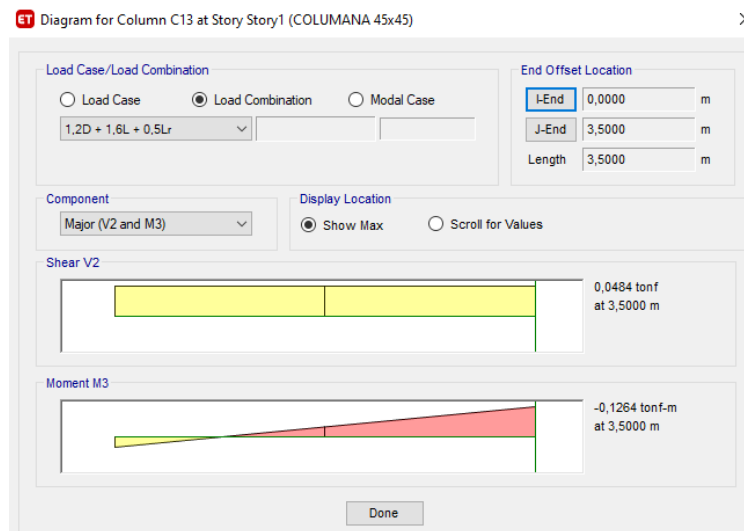 ET Diagram for Column C13 at Story Story1 (COLUMANA 45x45)
Load Case/Load Combination
Load Case Load Combination Modal Case
1,2D + 1,6L + 0,5Lr
End Offset Location
I-End 0,0000 m
J-End 3,5000 m
Length 3,5000 m
Component
Major (V2 and M3)
Display Location
Show Max Scroll for Values
Shear V2
0,0484 tonf
at 3,5000 m
Moment M3
-0,1264 tonf-m
at 3,5000 m
Done